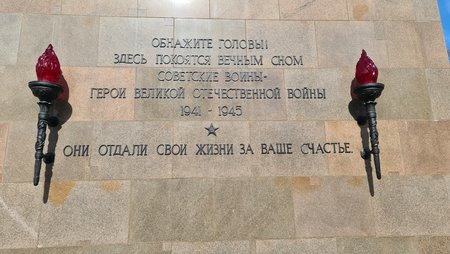 ОБНАЖИТЕ ГОЛОВЫ!
ЗДЕСЬ ПОКОЯТСЯ ВЕЧНЫМ СНОМ
СОВЕТСКИЕ ВОИНЫ-
ГЕРОИ ВЕЛИКОЙ ОТЕЧЕСТВЕННОЙ ВОЙНЫ
1941 - 1945
ОНИ ОТДАЛИ СВОИ ЖИЗНИ ЗА ВАШЕ СЧАСТЬЕ.